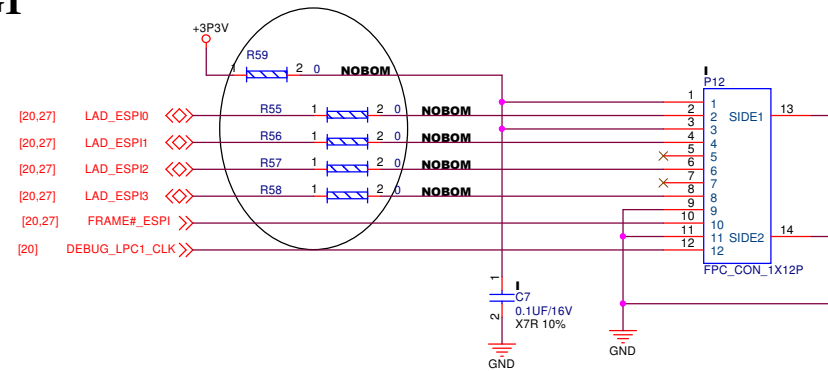 +3P3V
R59
1 2 0 NOBOM
I
P12
[20,27] LAD_ESPI0 R55 1 2 0 NOBOM
[20,27] LAD_ESPI1 R56 1 2 0 NOBOM
[20,27] LAD_ESPI2 R57 1 2 0 NOBOM
[20,27] LAD_ESPI3 R58 1 2 0 NOBOM
[20,27] FRAME#_ESPI
[20] DEBUG_LPC1_CLK
1 1
2 2 SIDE1 13
3 3
4 4
5 5
6 6
7 7
8 8
9 9
10 10
11 11 SIDE2 14
12 12
FPC_CON_1X12P
1
I
C7
0.1UF/16V
2 X7R 10%
GND
GND